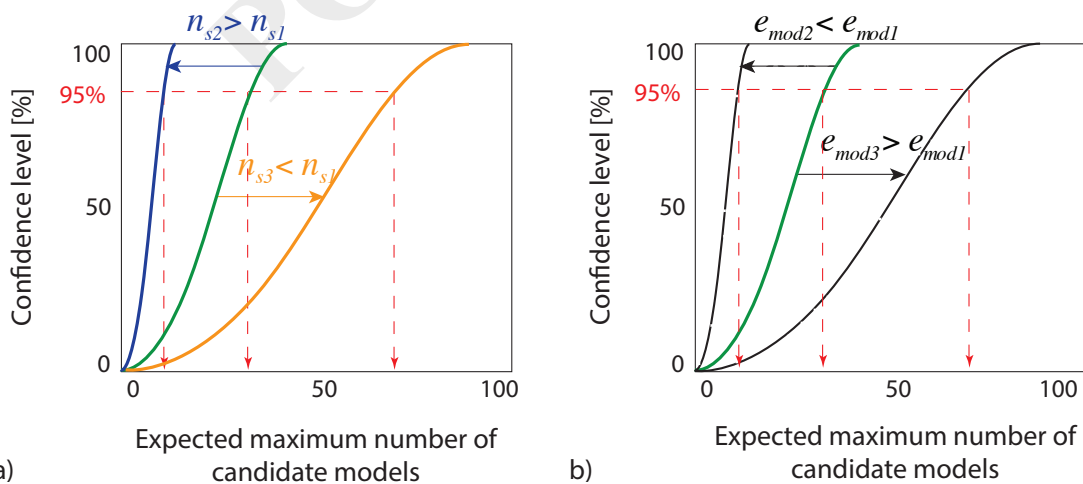 n_s2 > n_s1
100
95%
n_s3 < n_s1
50
0
0
50
100
Confidence level [%]
Expected maximum number of
candidate models
a)
e_mod2 < e_mod1
100
95%
e_mod3 > e_mod1
50
0
0
50
100
Confidence level [%]
Expected maximum number of
candidate models
b)